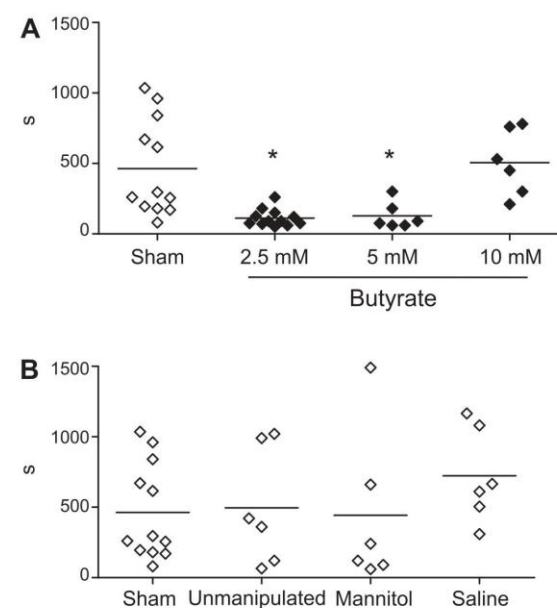 A
1500
1000
500
0
s
* *
Sham 2.5 mM 5 mM 10 mM
Butyrate
B
1500
1000
500
0
s
Sham Unmanipulated Mannitol Saline